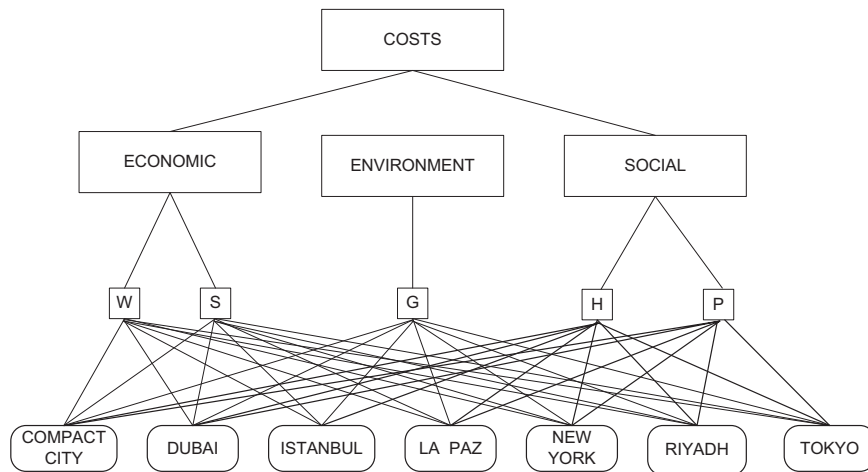 COSTS
ECONOMIC
ENVIRONMENT
SOCIAL
W
S
G
H
P
COMPACT
CITY
DUBAI
ISTANBUL
LA PAZ
NEW
YORK
RIYADH
TOKYO